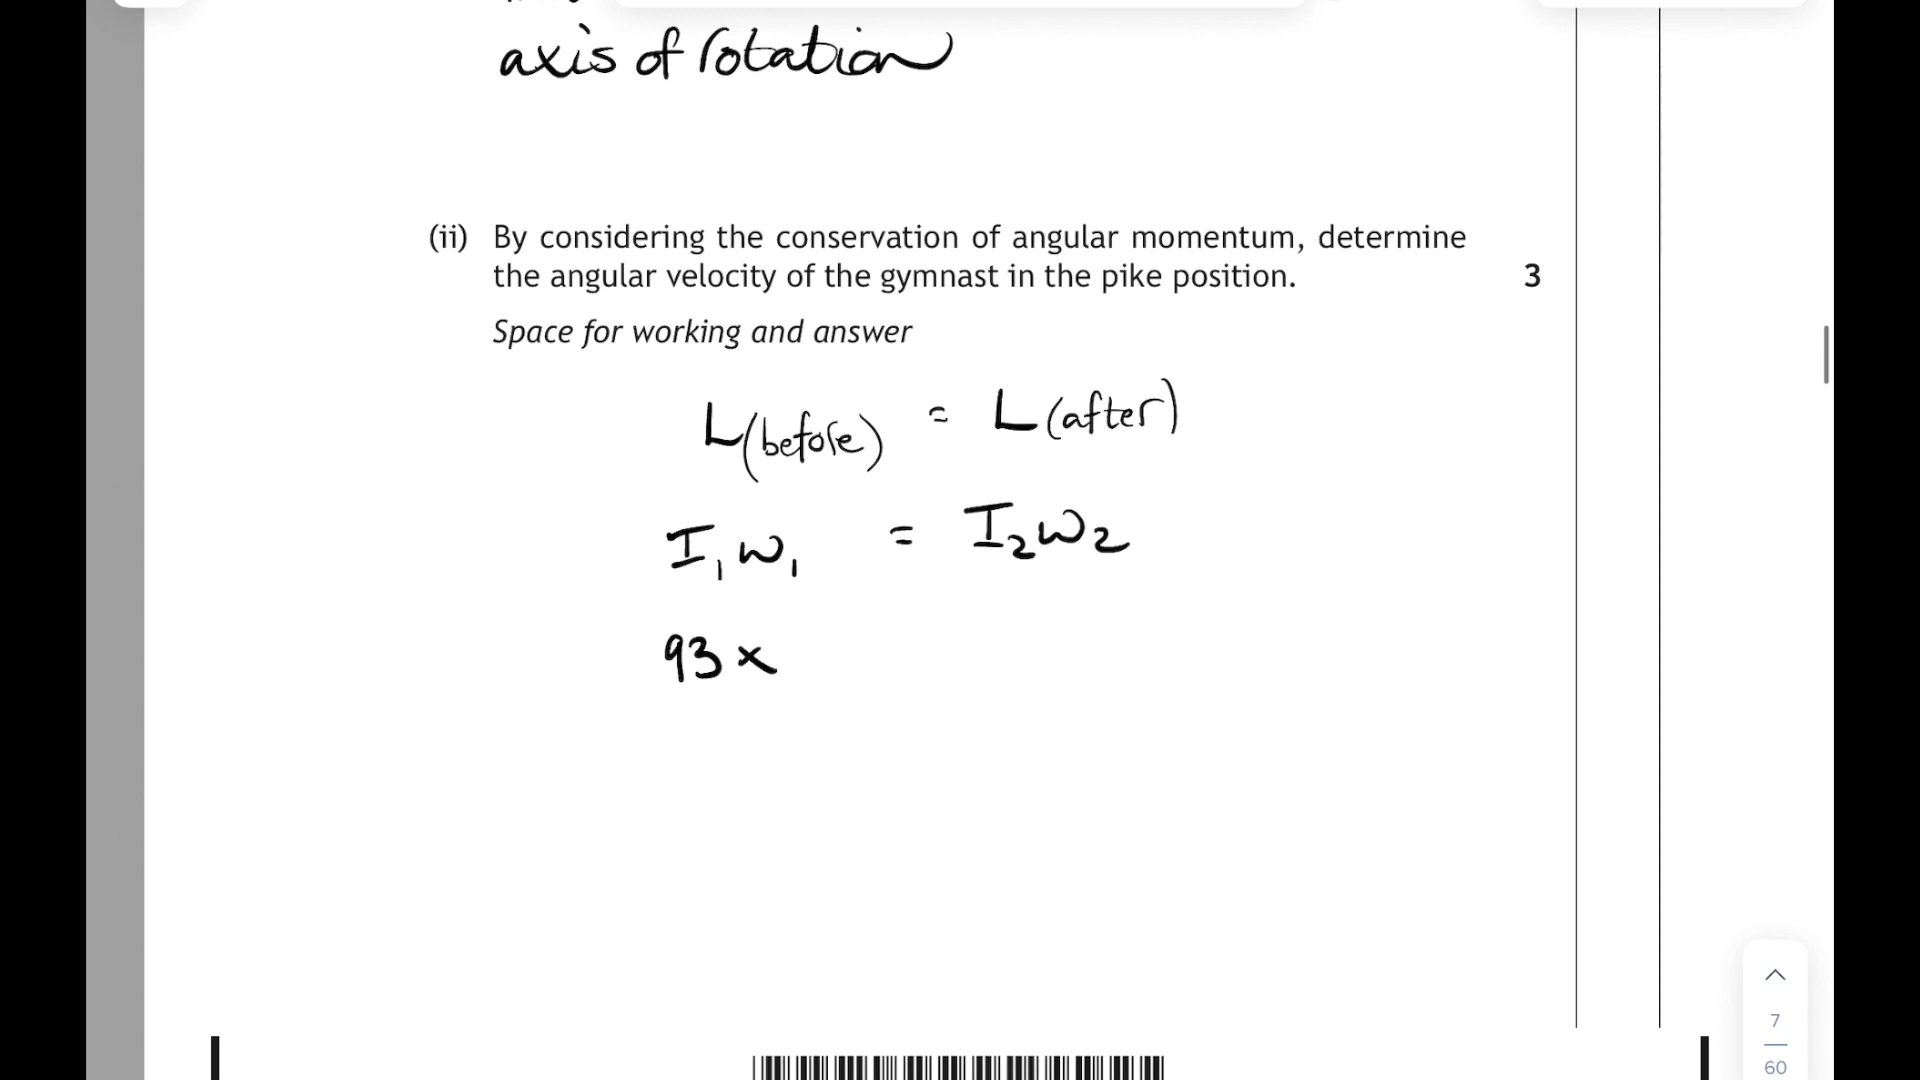 axis of rotation
(ii) By considering the conservation of angular momentum, determine
the angular velocity of the gymnast in the pike position. 3
Space for working and answer
L(before) = L(after)
I₁ω₁ = I₂ω₂
93 x
7
60